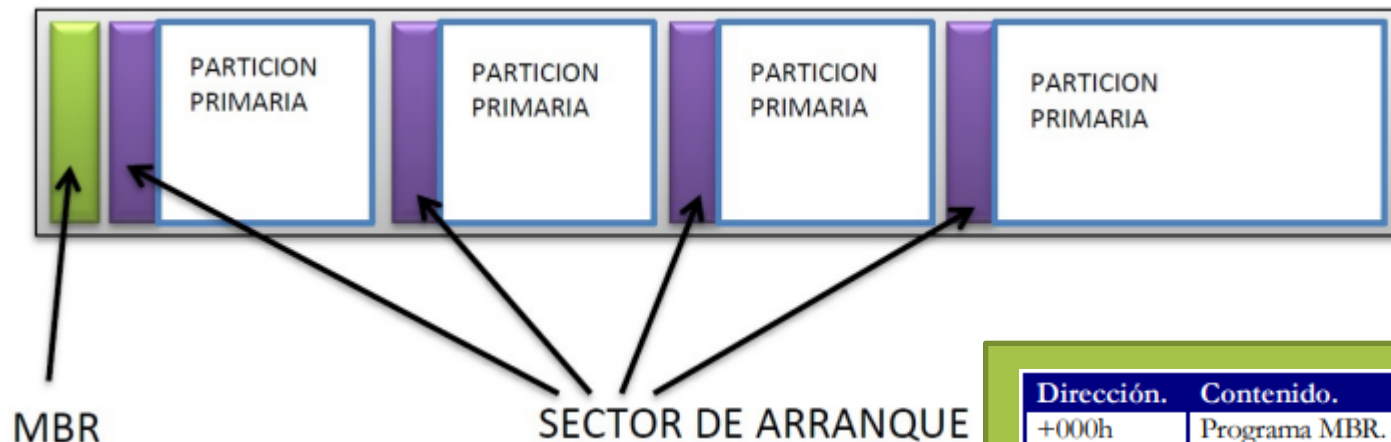 PARTICION
PRIMARIA
PARTICION
PRIMARIA
PARTICION
PRIMARIA
PARTICION
PRIMARIA
MBR
SECTOR DE ARRANQUE
Dirección. Contenido.
+000h Programa MBR.